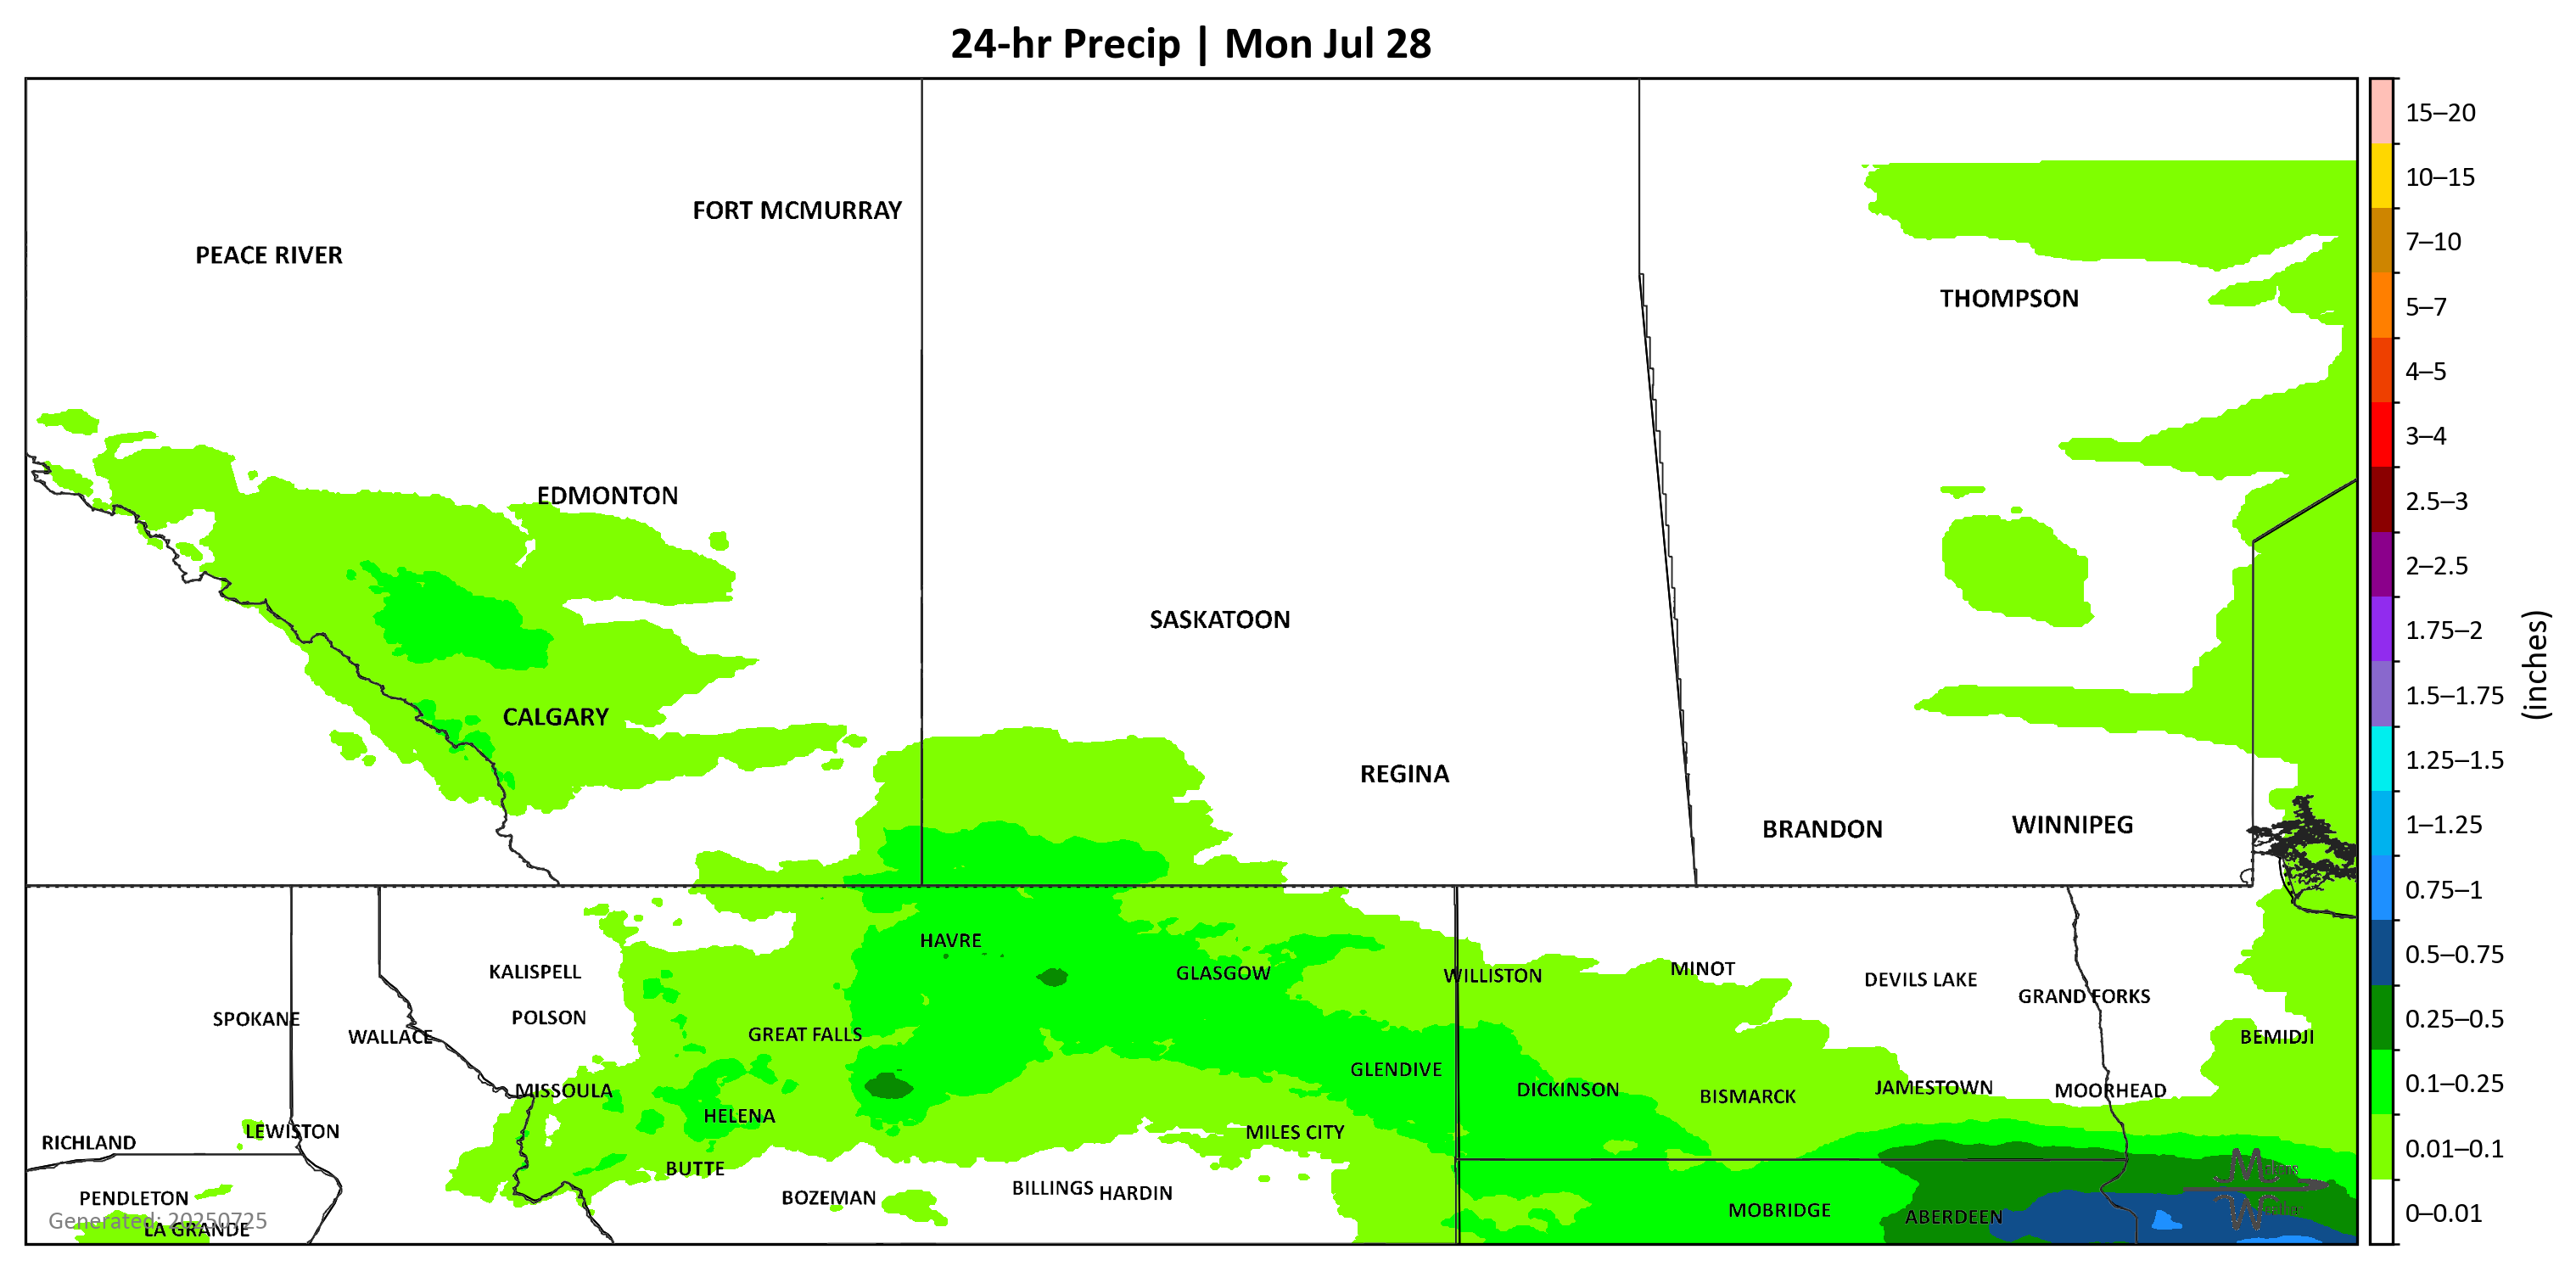 24-hr Precip | Mon Jul 28
FORT MCMURRAY
PEACE RIVER
THOMPSON
EDMONTON
SASKATOON
CALGARY
REGINA
BRANDON
WINNIPEG
HAVRE
KALISPELL
GLASGOW
WILLISTON
MINOT
DEVILS LAKE
GRAND FORKS
SPOKANE
POLSON
WALLACE
GREAT FALLS
BEMIDJI
GLENDIVE
MISSOULA
DICKINSON
BISMARCK
JAMESTOWN
MOORHEAD
HELENA
LEWISTON
MILES CITY
RICHLAND
BUTTE
PENDLETON
BOZEMAN
BILLINGS
HARDIN
MOBRIDGE
ABERDEEN
Generated: 20250725
LA GRANDE
15–20
10–15
7–10
5–7
4–5
3–4
2.5–3
2–2.5
1.75–2
1.5–1.75
1.25–1.5
1–1.25
0.75–1
0.5–0.75
0.25–0.5
0.1–0.25
0.01–0.1
0–0.01
(inches)